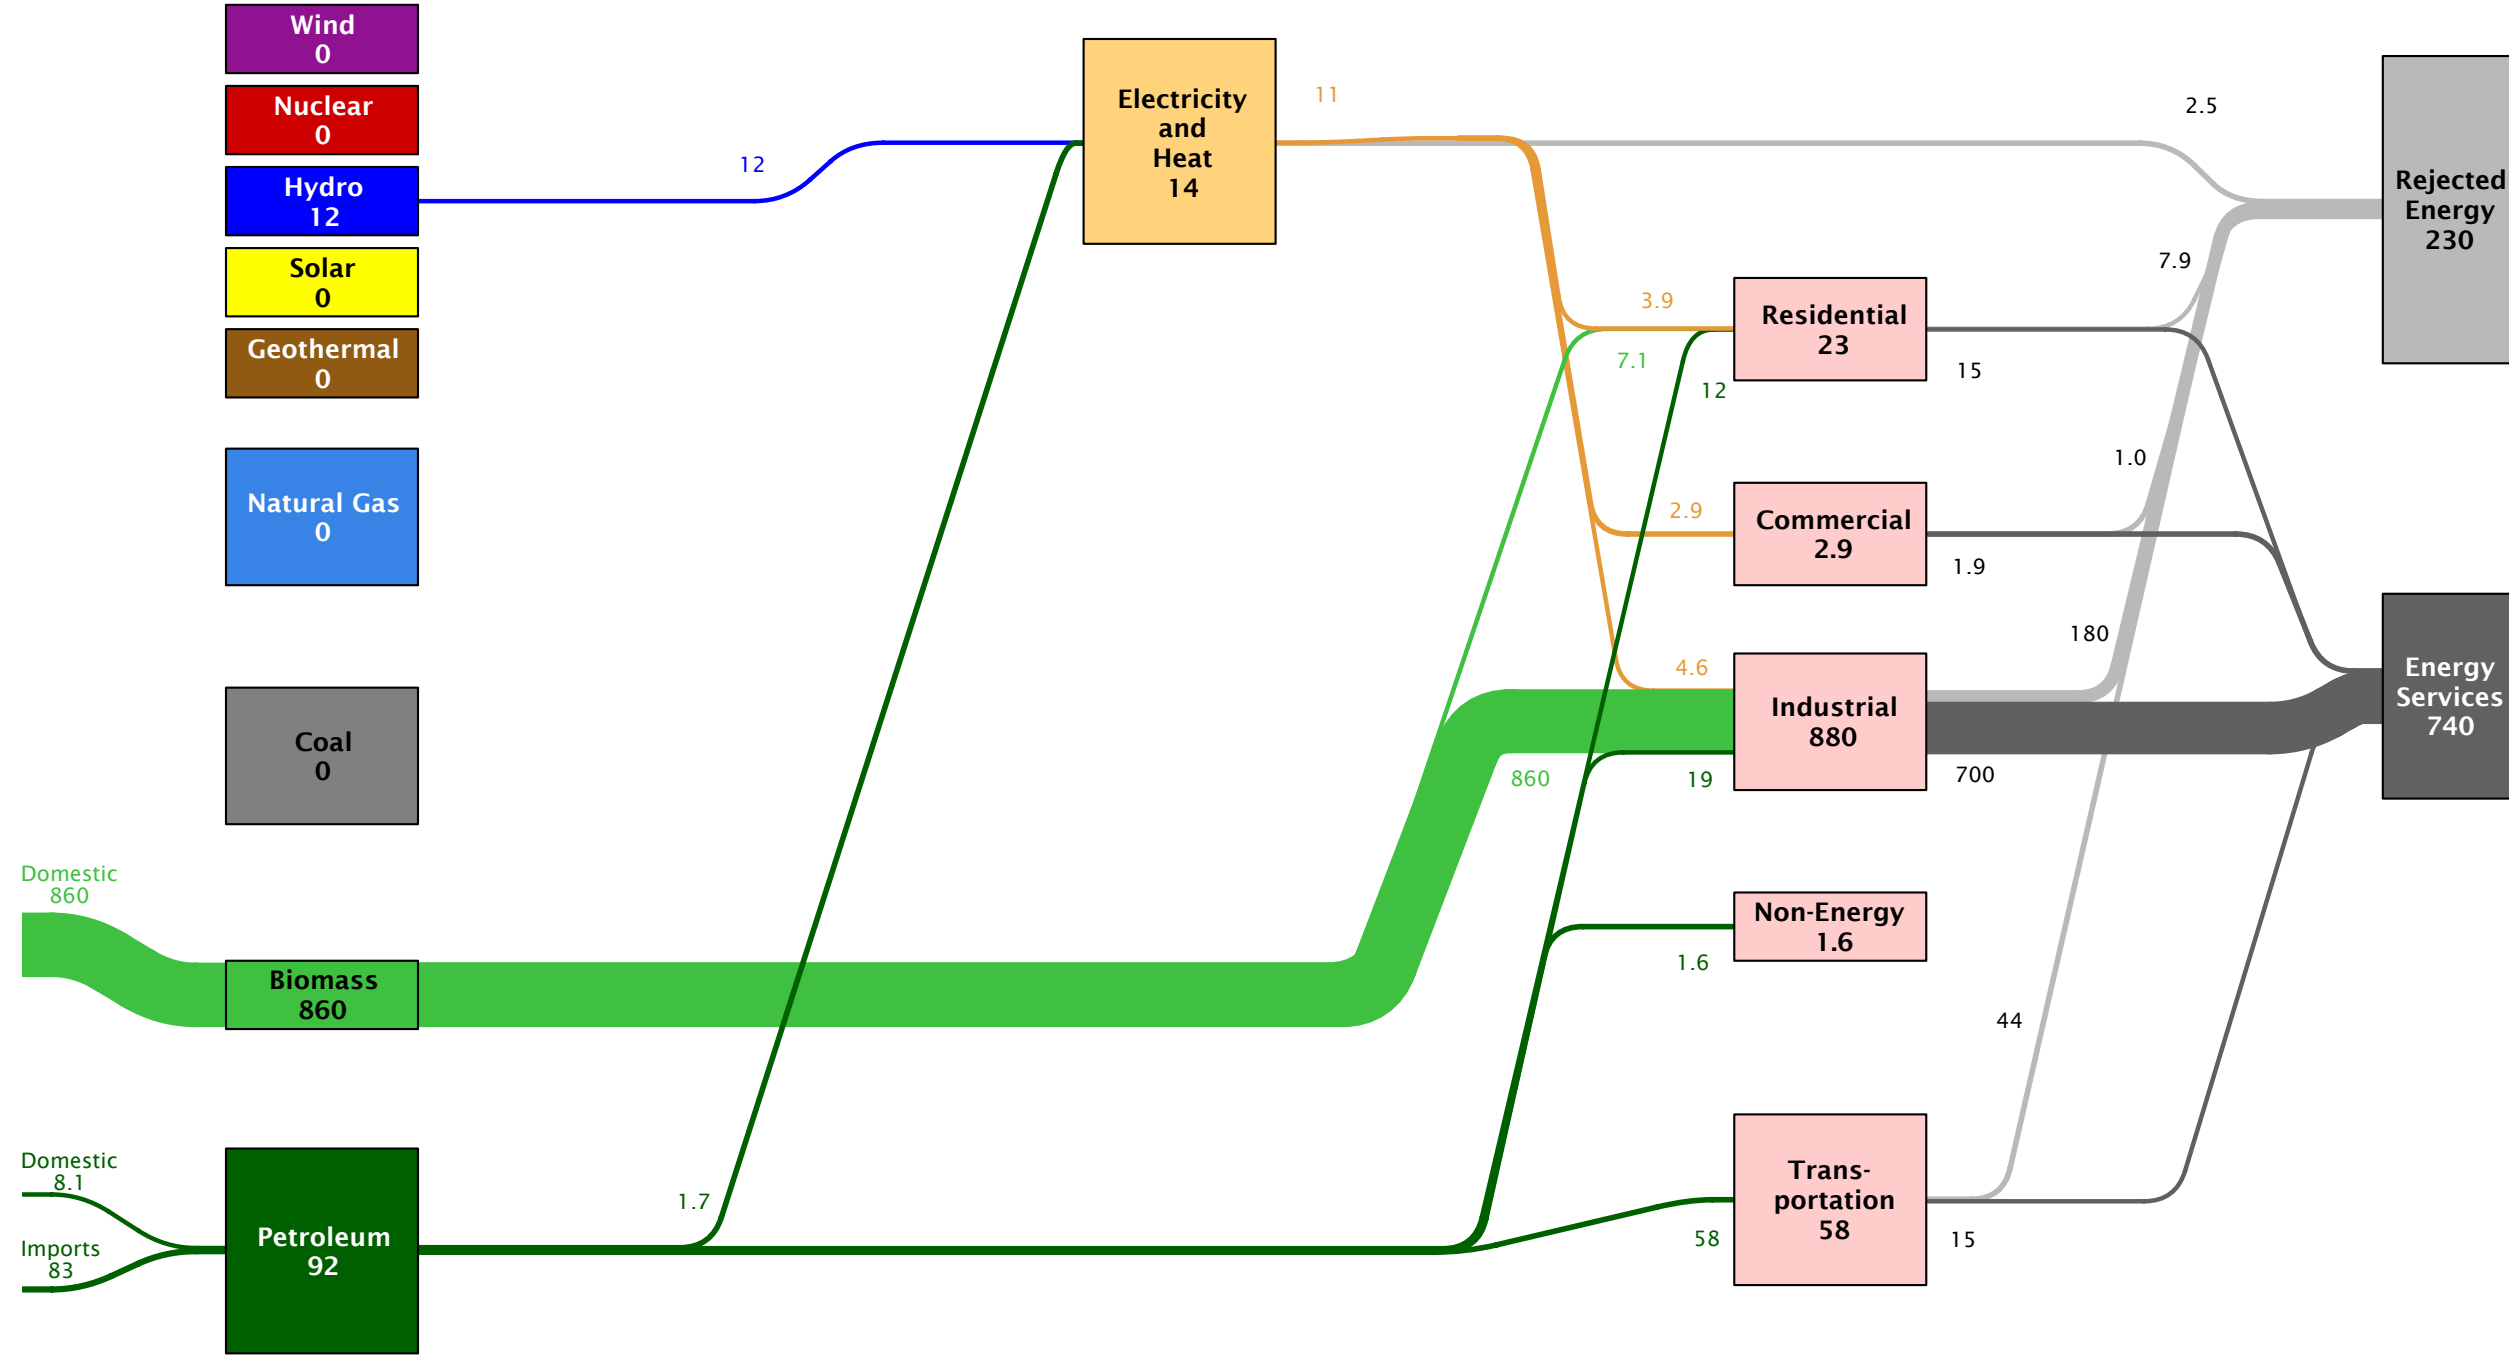 Wind
0
Nuclear
0
Hydro
12
Solar
0
Geothermal
0
Natural Gas
0
Coal
0
Domestic
860
Biomass
860
Domestic
8.1
Imports
83
Petroleum
92
12
1.7
Electricity
and
Heat
14
11
3.9
7.1
12
2.9
4.6
860
19
1.6
58
Residential
23
Commercial
2.9
Industrial
880
Non-Energy
1.6
Trans-
portation
58
2.5
7.9
15
1.0
1.9
180
700
44
15
Rejected
Energy
230
Energy
Services
740